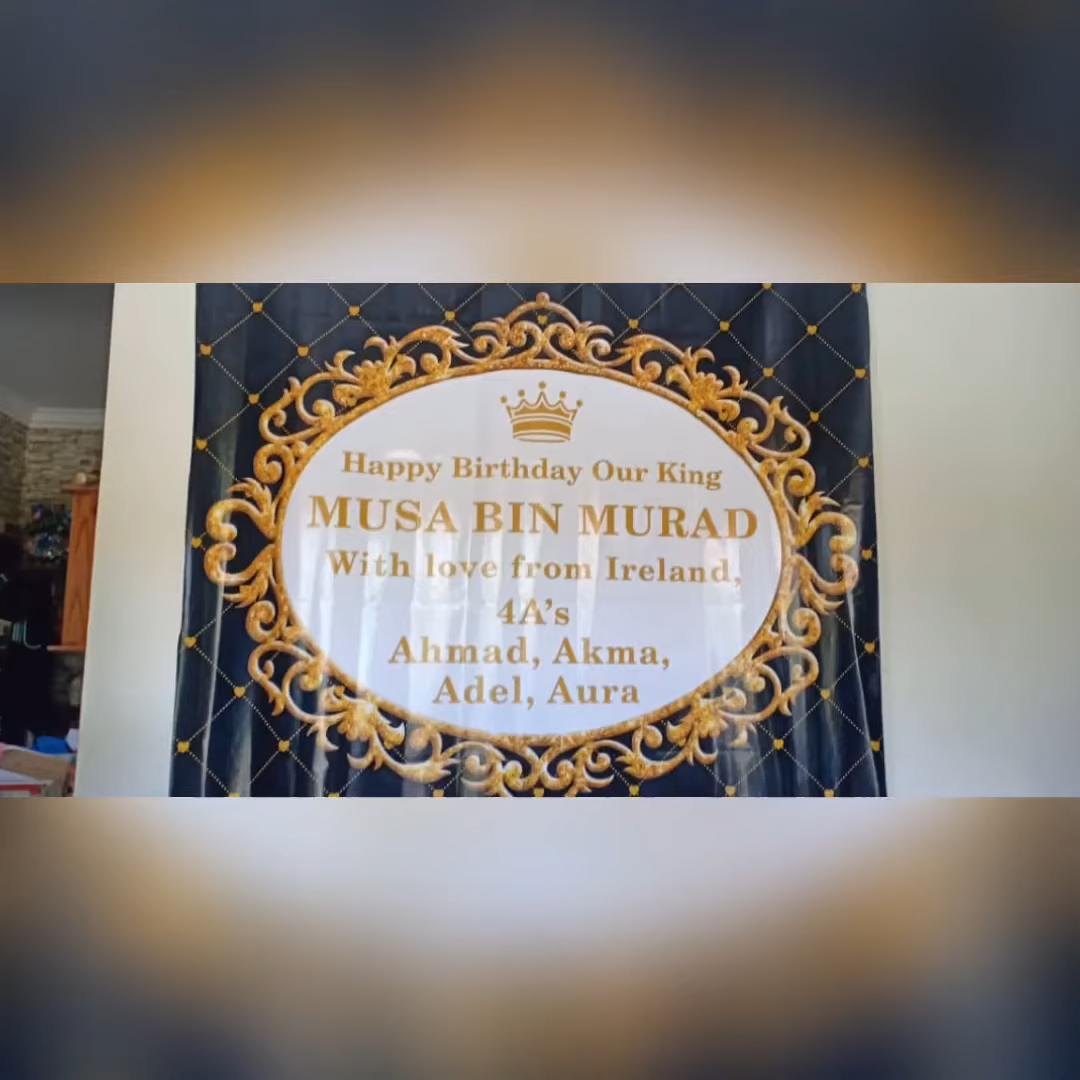 Happy Birthday Our King
MUSA BIN MURAD
With love from Ireland,
4A's
Ahmad, Akma,
Adel, Aura